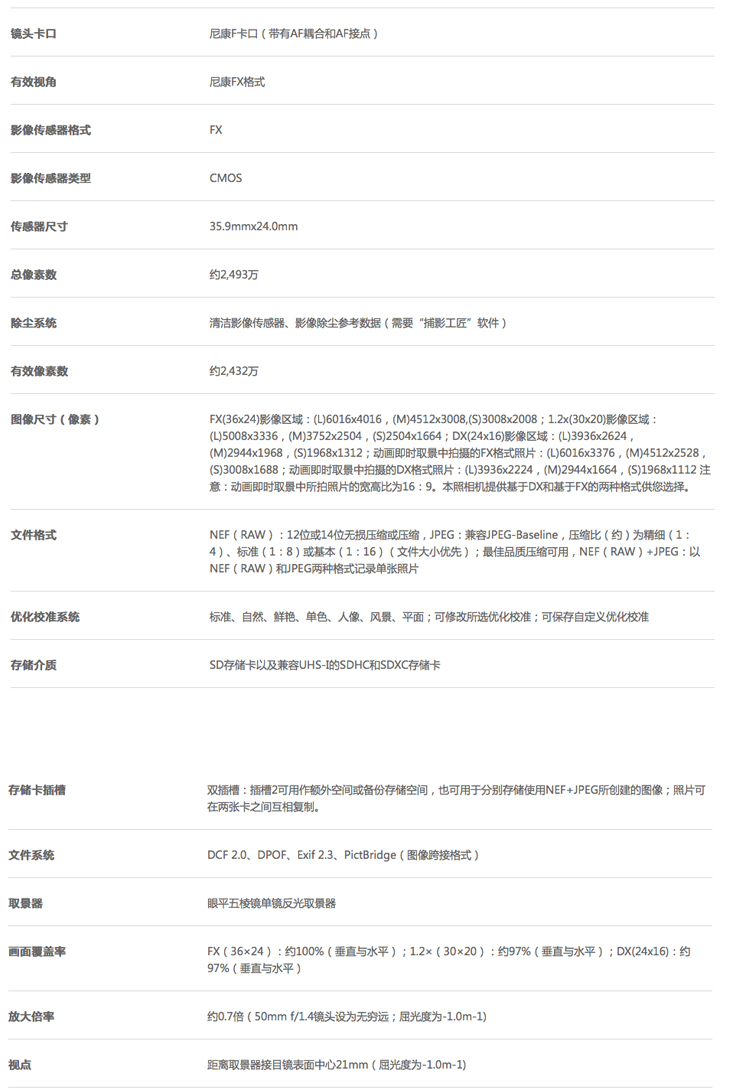 镜头卡口 尼康F卡口（带有AF耦合和AF接点）
有效视角 尼康FX格式
影像传感器格式 FX
影像传感器类型 CMOS
传感器尺寸 35.9mmx24.0mm
总像素数 约2,493万
除尘系统 清洁影像传感器、影像除尘参考数据（需要“捕影工匠”软件）
有效像素数 约2,432万
图像尺寸（像素） FX(36x24)影像区域：(L)6016x4016，(M)4512x3008,(S)3008x2008；1.2x(30x20)影像区域：
(L)5008x3336，(M)3752x2504，(S)2504x1664；DX(24x16)影像区域：(L)3936x2624，
(M)2944x1968，(S)1968x1312；动画即时取景中拍摄的FX格式照片：(L)6016x3376，(M)4512x2528，
(S)3008x1688；动画即时取景中拍摄的DX格式照片：(L)3936x2224，(M)2944x1664，(S)1968x1112 注
意：动画即时取景中所拍照片的宽高比为16：9。本照相机提供基于DX和基于FX的两种格式供您选择。
文件格式 NEF（RAW）：12位或14位无损压缩或压缩，JPEG：兼容JPEG-Baseline，压缩比（约）为精细（1：
4）、标准（1：8）或基本（1：16）（文件大小优先）；最佳品质压缩可用，NEF（RAW）+JPEG：以
NEF（RAW）和JPEG两种格式记录单张照片
优化校准系统 标准、自然、鲜艳、单色、人像、风景、平面；可修改所选优化校准；可保存自定义优化校准
存储介质 SD存储卡以及兼容UHS-I的SDHC和SDXC存储卡
存储卡插槽 双插槽：插槽2可用作额外空间或备份存储空间，也可用于分别存储使用NEF+JPEG所创建的图像；照片可
在两张卡之间互相复制。
文件系统 DCF 2.0、DPOF、Exif 2.3、PictBridge（图像跨接格式）
取景器 眼平五棱镜单镜反光取景器
画面覆盖率 FX（36×24）：约100%（垂直与水平）；1.2×（30×20）：约97%（垂直与水平）；DX(24x16)：约
97%（垂直与水平）
放大倍率 约0.7倍（50mm f/1.4镜头设为无穷远；屈光度为-1.0m-1)
视点 距离取景器接目镜表面中心21mm（屈光度为-1.0m-1)